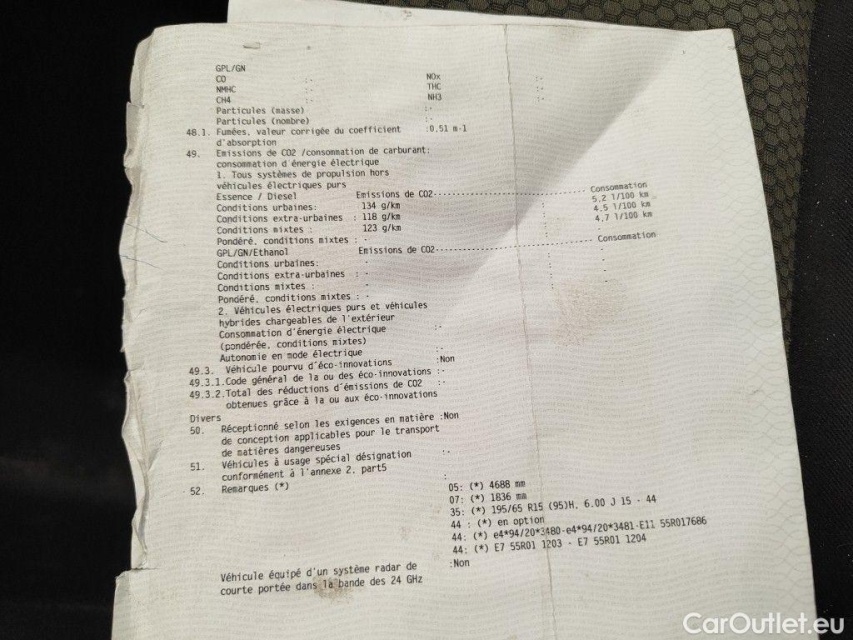 GPL/GN
CO :- NOx :-
NMHC :- THC :-
CH4 :- NH3 :-
Particules (masse) :-
Particules (nombre) :-
48.1. Fumées, valeur corrigée du coefficient :0,51 m-1
d'absorption
49. Emissions de CO2 /consommation de carburant:
consommation d'énergie électrique
1. Tous systèmes de propulsion hors
véhicules électriques purs
Essence / Diesel Emissions de CO2------------------------ Consommation
Conditions urbaines: 134 g/km : 5,2 l/100 km
Conditions extra-urbaines : 118 g/km : 4,5 l/100 km
Conditions mixtes : 123 g/km : 4,7 l/100 km
Pondéré, conditions mixtes : -
GPL/GN/Ethanol Emissions de CO2------------------------ Consommation
Conditions urbaines: -
Conditions extra-urbaines : -
Conditions mixtes : -
Pondéré, conditions mixtes : -
2. Véhicules électriques purs et véhicules
hybrides chargeables de l'extérieur
Consommation d'énergie électrique :-
(pondérée, conditions mixtes)
Autonomie en mode électrique :-
49.3. Véhicule pourvu d'éco-innovations :Non
49.3.1.Code général de la ou des éco-innovations :-
49.3.2.Total des réductions d'émissions de CO2 :-
obtenues grâce à la ou aux éco-innovations
Divers
50. Réceptionné selon les exigences en matière :Non
de conception applicables pour le transport
de matières dangereuses
51. Véhicules à usage spécial désignation :-
conformément à l'annexe 2, part5
52. Remarques (*) :
05: (*) 4688 mm
07: (*) 1836 mm
35: (*) 195/65 R15 (95)H, 6.00 J 15 - 44
44 : (*) en option
44: (*) e4*94/20*3480-e4*94/20*3481-E11 55R017686
44: (*) E7 55R01 1203 - E7 55R01 1204
Véhicule équipé d'un système radar de :Non
courte portée dans la bande des 24 GHz
CarOutlet.eu